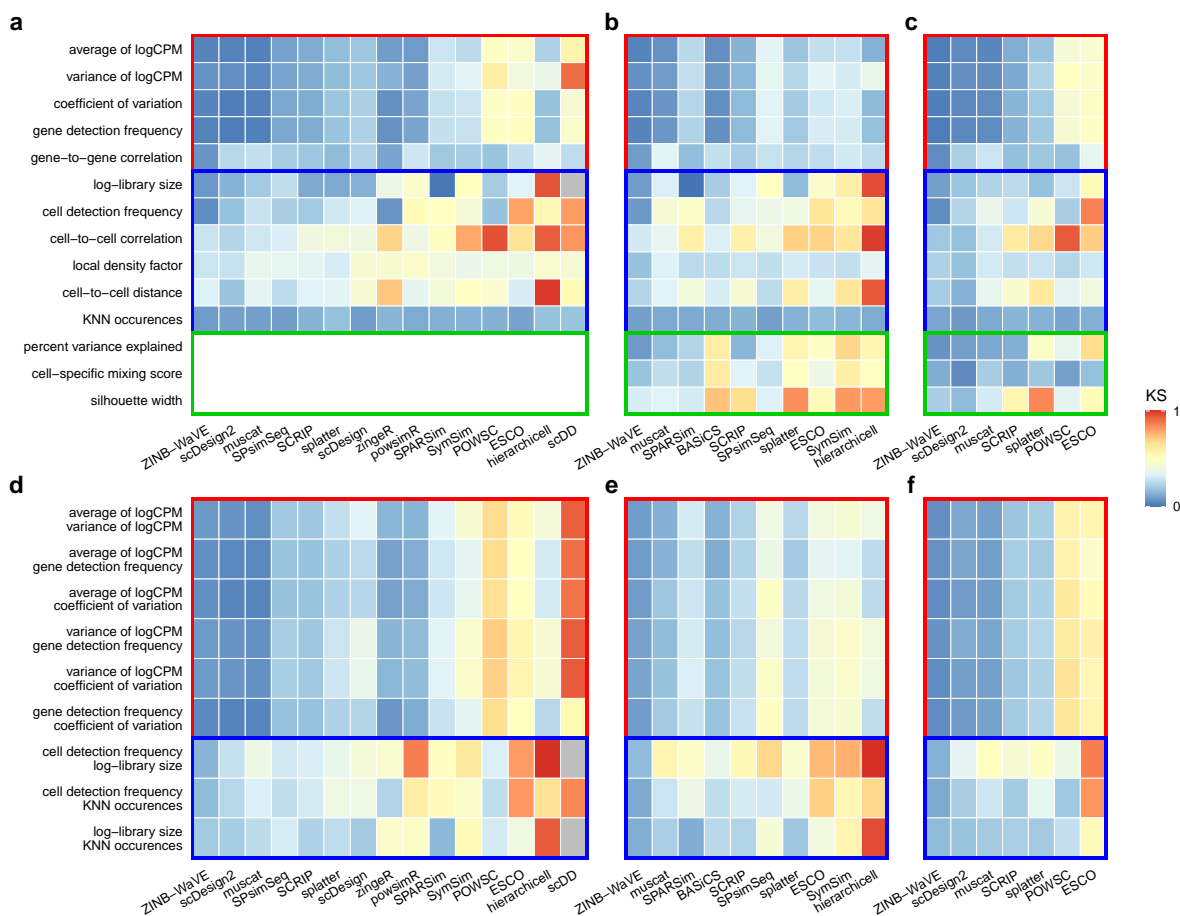 a
b
c
average of logCPM
variance of logCPM
coefficient of variation
gene detection frequency
gene−to−gene correlation
log−library size
cell detection frequency
cell−to−cell correlation
local density factor
cell−to−cell distance
KNN occurences
percent variance explained
cell−specific mixing score
silhouette width
KS
1
0
ZINB−WaVE
scDesign2
muscat
SPsimSeq
SCRIP
splatter
scDesign
zingeR
powsimR
SPARSim
SymSim
POWSC
ESCO
hierarchicell
scDD
ZINB−WaVE
muscat
SPARSim
BASiCS
SCRIP
SPsimSeq
splatter
ESCO
SymSim
hierarchicell
ZINB−WaVE
scDesign2
muscat
SCRIP
splatter
POWSC
ESCO
d
e
f
average of logCPM
variance of logCPM
average of logCPM
gene detection frequency
average of logCPM
coefficient of variation
variance of logCPM
gene detection frequency
variance of logCPM
coefficient of variation
gene detection frequency
coefficient of variation
cell detection frequency
log−library size
cell detection frequency
KNN occurences
log−library size
KNN occurences
ZINB−WaVE
scDesign2
muscat
SPsimSeq
SCRIP
splatter
scDesign
zingeR
powsimR
SPARSim
SymSim
POWSC
ESCO
hierarchicell
scDD
ZINB−WaVE
muscat
SPARSim
BASiCS
SCRIP
SPsimSeq
splatter
ESCO
SymSim
hierarchicell
ZINB−WaVE
scDesign2
muscat
SCRIP
splatter
POWSC
ESCO